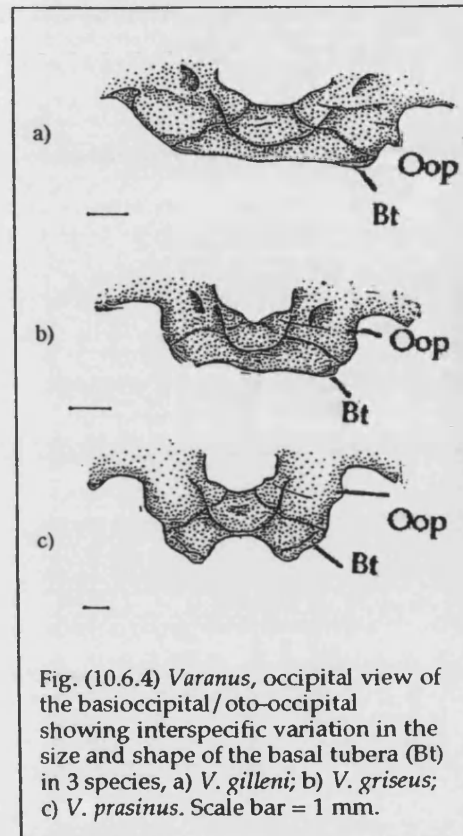 a)
Oop
Bt
b)
Oop
Bt
c)
Oop
Bt
Fig. (10.6.4) Varanus, occipital view of
the basioccipital/oto-occipital
showing interspecific variation in the
size and shape of the basal tubera (Bt)
in 3 species, a) V. gilleni; b) V. griseus;
c) V. prasinus. Scale bar = 1 mm.